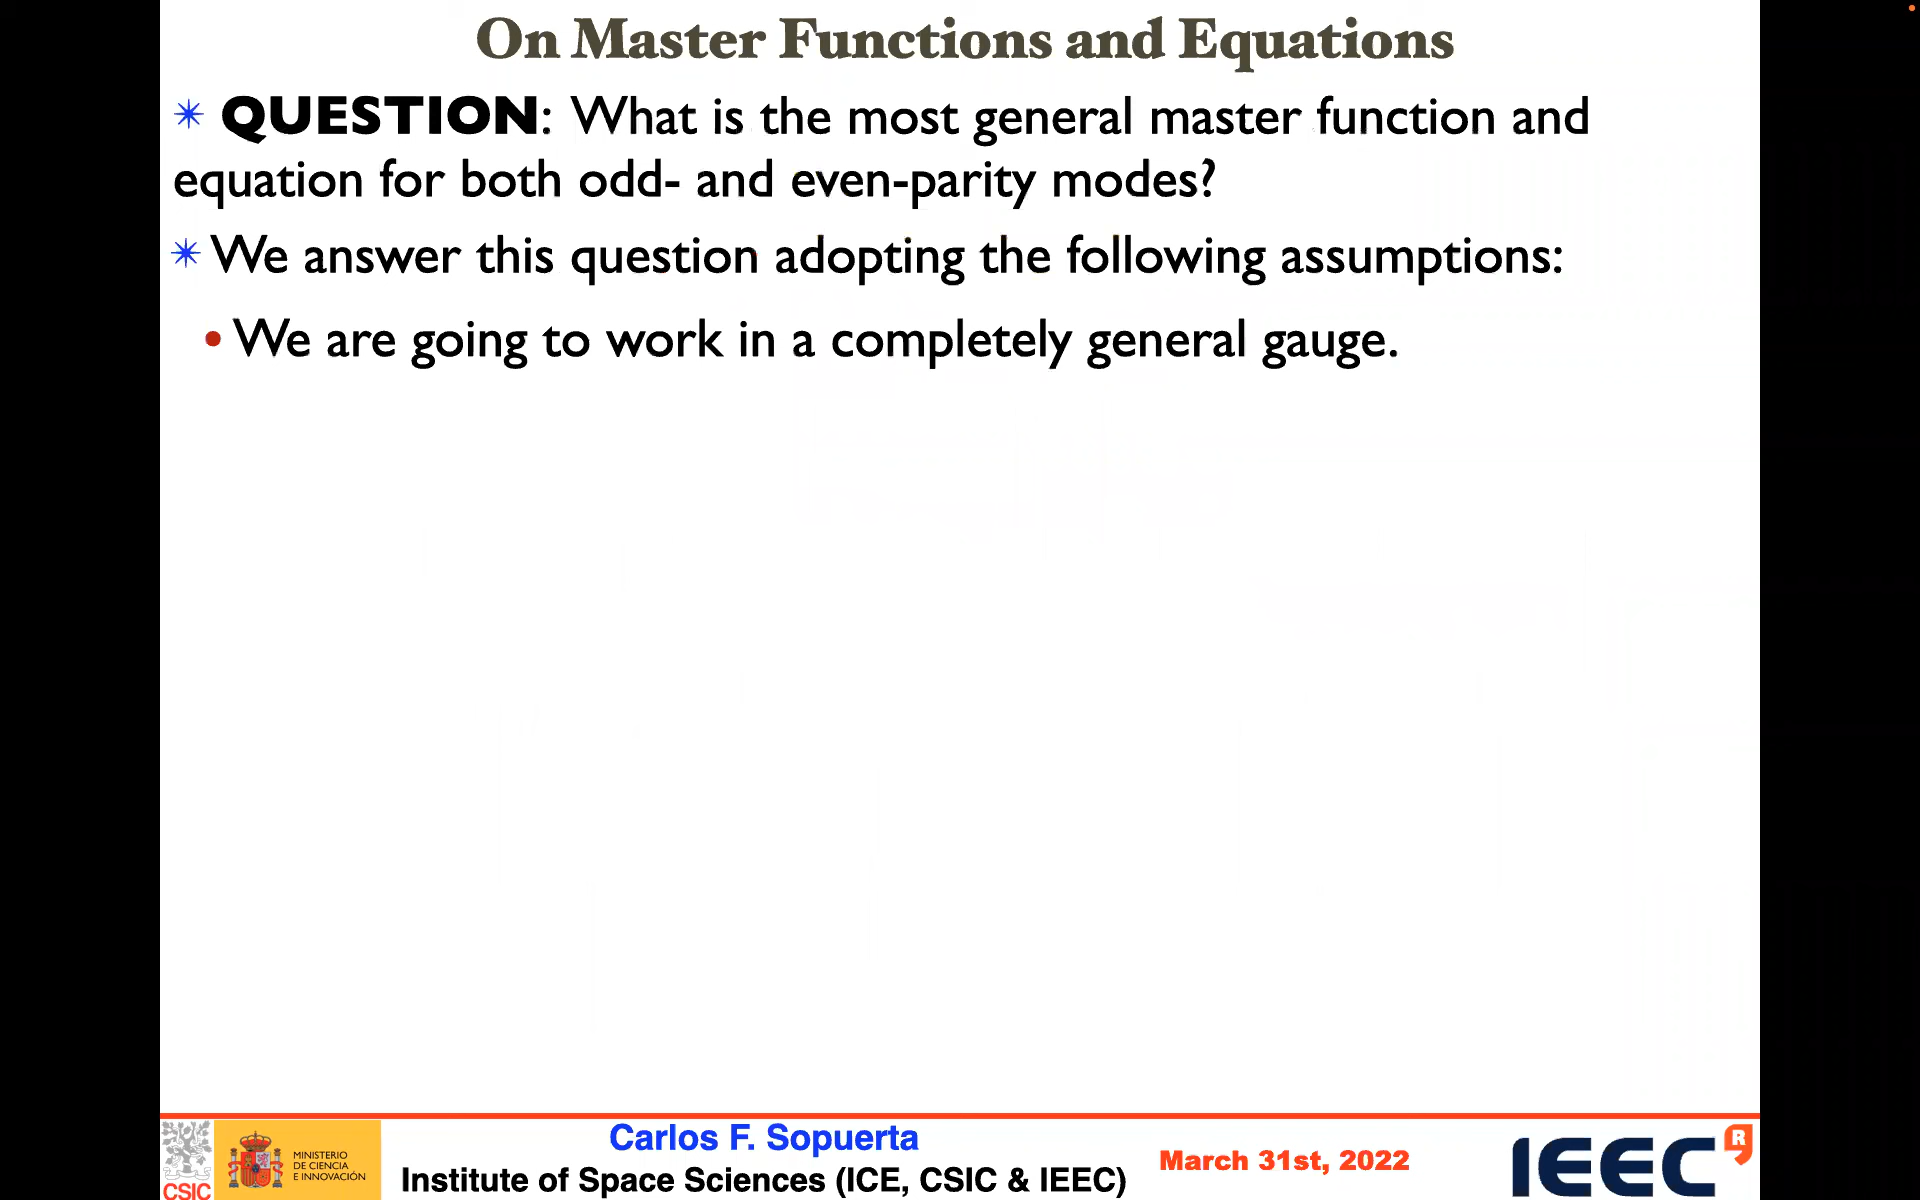 On Master Functions and Equations
✴ QUESTION: What is the most general master function and
equation for both odd- and even-parity modes?
✴ We answer this question adopting the following assumptions:
• We are going to work in a completely general gauge.
CSIC
MINISTERIO
DE CIENCIA
E INNOVACIÓN
Carlos F. Sopuerta
Institute of Space Sciences (ICE, CSIC & IEEC)
March 31st, 2022
IEEC
R